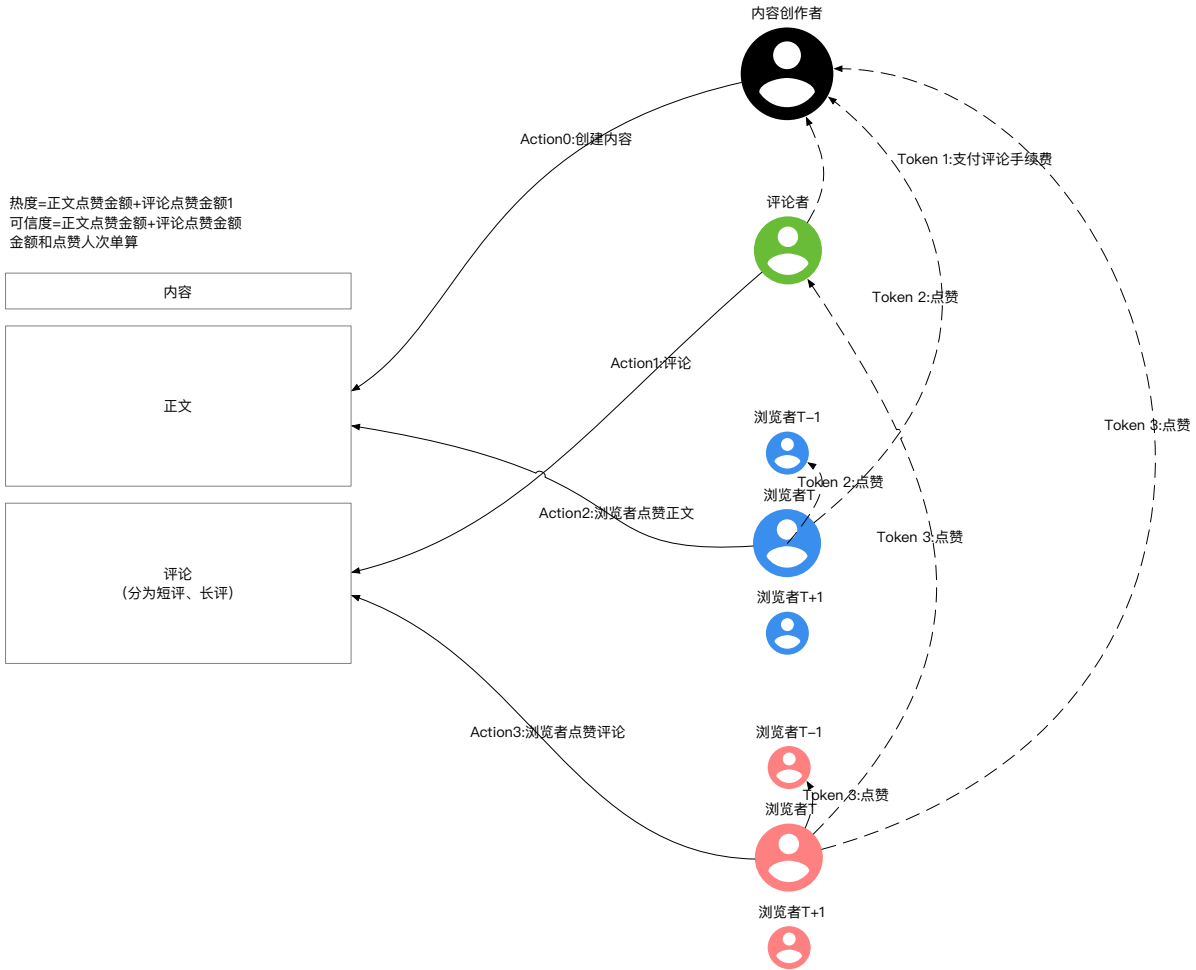 内容创作者
Action0:创建内容
Token 1:支付评论手续费
热度=正文点赞金额+评论点赞金额1
可信度=正文点赞金额+评论点赞金额
金额和点赞人次单算
评论者
内容
Token 2:点赞
Action1:评论
正文
浏览者T-1
Token 3:点赞
Token 2:点赞
浏览者T
Action2:浏览者点赞正文
Token 3:点赞
评论
(分为短评、长评)
浏览者T+1
Action3:浏览者点赞评论
浏览者T-1
Token 3:点赞
浏览者T
浏览者T+1